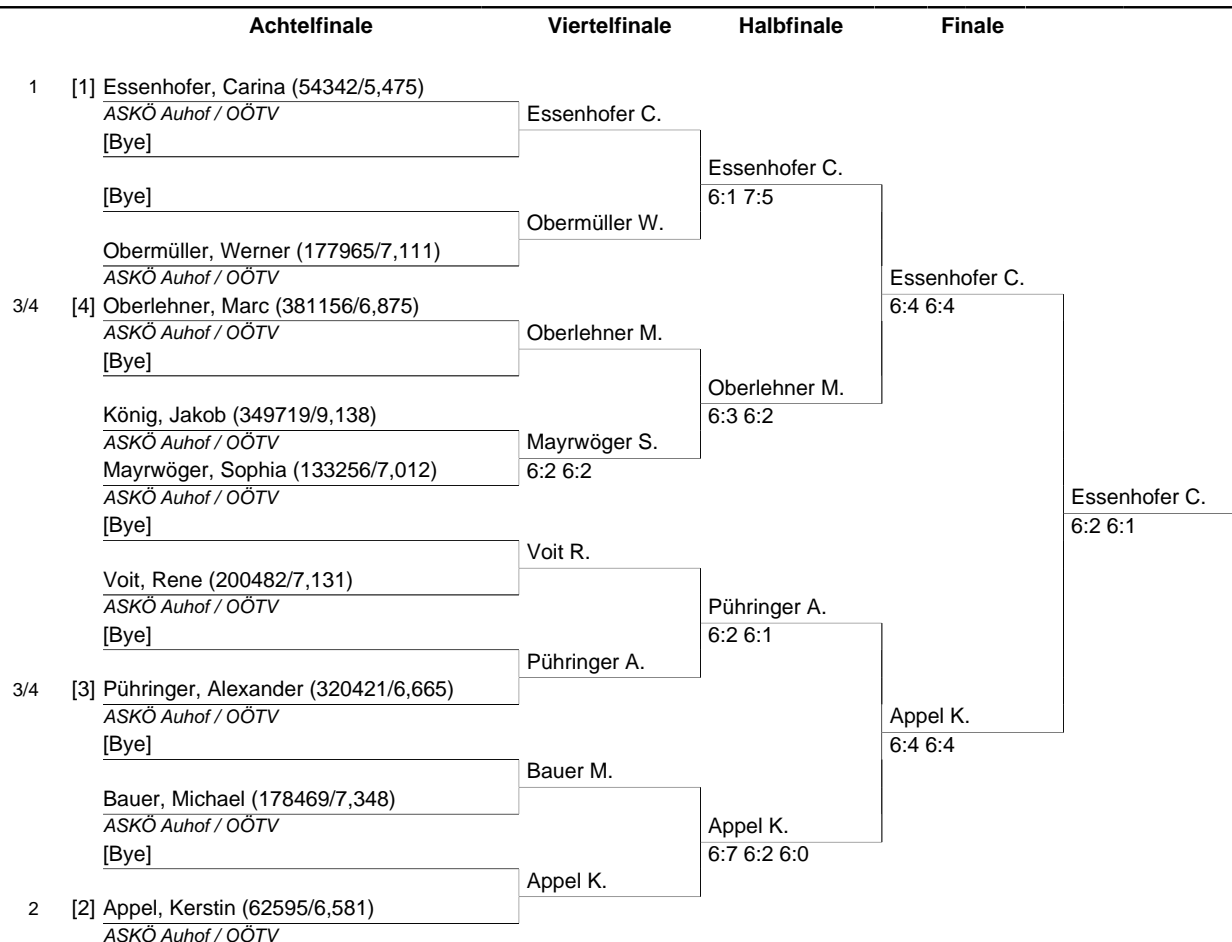 Achtelfinale Viertelfinale Halbfinale Finale
1 [1] Essenhofer, Carina (54342/5,475)
ASKÖ Auhof / OÖTV Essenhofer C.
[Bye]
Essenhofer C.
[Bye] 6:1 7:5
Obermüller W.
Obermüller, Werner (177965/7,111)
ASKÖ Auhof / OÖTV Essenhofer C.
3/4 [4] Oberlehner, Marc (381156/6,875) 6:4 6:4
ASKÖ Auhof / OÖTV Oberlehner M.
[Bye]
Oberlehner M.
König, Jakob (349719/9,138) 6:3 6:2
ASKÖ Auhof / OÖTV Mayrwöger S.
Mayrwöger, Sophia (133256/7,012) 6:2 6:2
ASKÖ Auhof / OÖTV Essenhofer C.
[Bye] 6:2 6:1
Voit R.
Voit, Rene (200482/7,131)
ASKÖ Auhof / OÖTV Pühringer A.
[Bye] 6:2 6:1
Pühringer A.
3/4 [3] Pühringer, Alexander (320421/6,665)
ASKÖ Auhof / OÖTV Appel K.
[Bye] 6:4 6:4
Bauer M.
Bauer, Michael (178469/7,348)
ASKÖ Auhof / OÖTV Appel K.
[Bye] 6:7 6:2 6:0
Appel K.
2 [2] Appel, Kerstin (62595/6,581)
ASKÖ Auhof / OÖTV